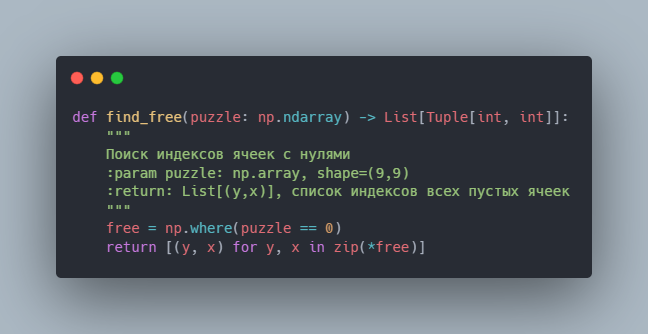 def find_free(puzzle: np.ndarray) -> List[Tuple[int, int]]:
    """
    Поиск индексов ячеек с нулями
    :param puzzle: np.array, shape=(9,9)
    :return: List[(y,x)], список индексов всех пустых ячеек
    """
    free = np.where(puzzle == 0)
    return [(y, x) for y, x in zip(*free)]